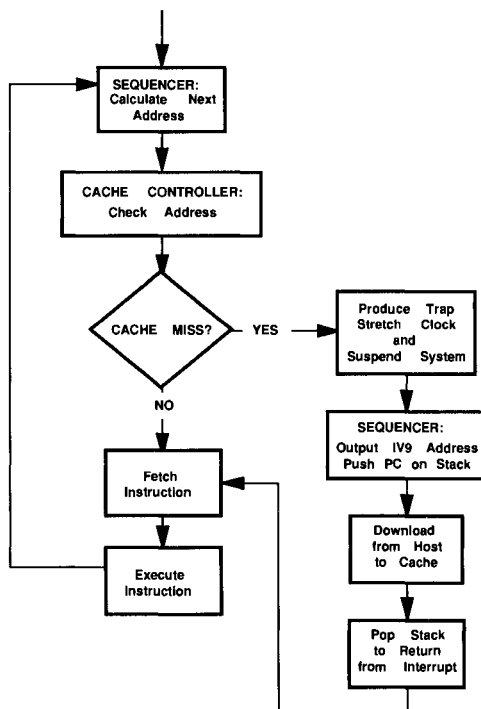 SEQUENCER:
Calculate Next
Address
CACHE CONTROLLER:
Check Address
CACHE MISS?
YES
NO
Fetch
Instruction
Execute
Instruction
Produce Trap
Stretch Clock
and
Suspend System
SEQUENCER:
Output IV9 Address
Push PC on Stack
Download
from Host
to Cache
Pop Stack
to Return
from Interrupt